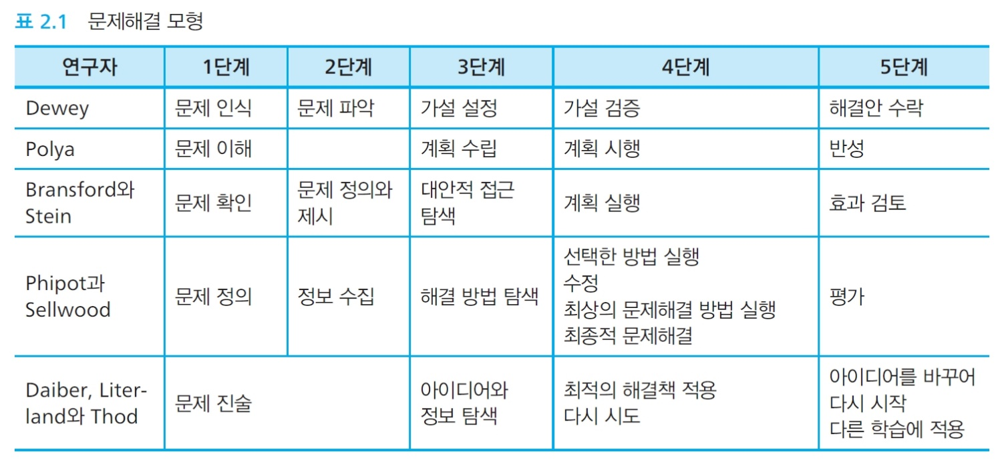 표 2.1 문제해결 모형
연구자 1단계 2단계 3단계 4단계 5단계
Dewey 문제 인식 문제 파악 가설 설정 가설 검증 해결안 수락
Polya 문제 이해 계획 수립 계획 시행 반성
Bransford와
Stein
문제 확인
문제 정의와
제시
대안적 접근
탐색
계획 실행
효과 검토
Phipot과
Sellwood
문제 정의
정보 수집
해결 방법 탐색
선택한 방법 실행
수정
최상의 문제해결 방법 실행
최종적 문제해결
평가
Daiber, Liter-
land와 Thod
문제 진술
아이디어와
정보 탐색
최적의 해결책 적용
다시 시도
아이디어를 바꾸어
다시 시작
다른 학습에 적용